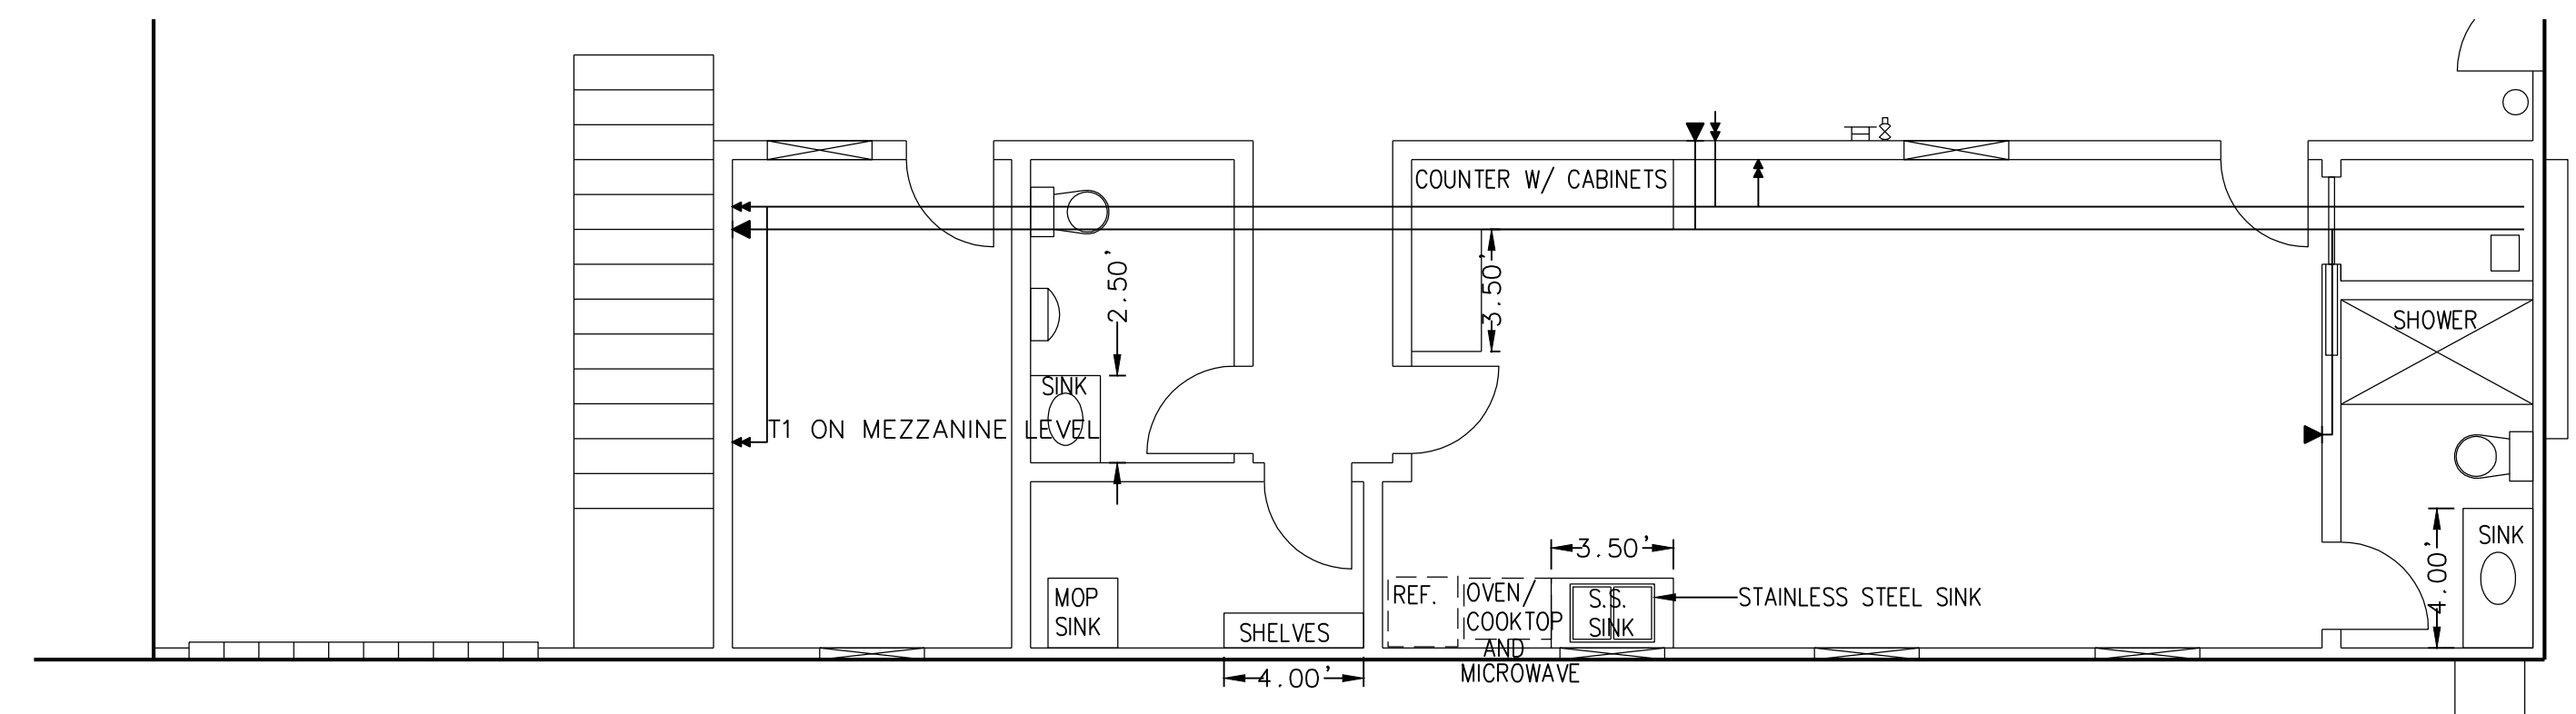 COUNTER W/ CABINETS
2.50'
3.50'
SHOWER
SINK
T1 ON MEZZANINE LEVEL
SINK
3.50'
4.00'
MOP
SINK
SHELVES
REF.
OVEN/
COOKTOP
AND
MICROWAVE
S.S.
SINK
STAINLESS STEEL SINK
4.00'